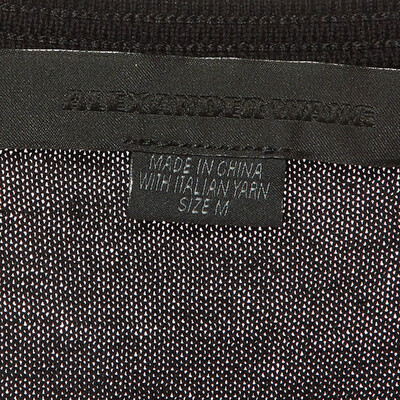 ALEXANDER WANG
MADE IN CHINA
WITH ITALIAN YARN
SIZE M